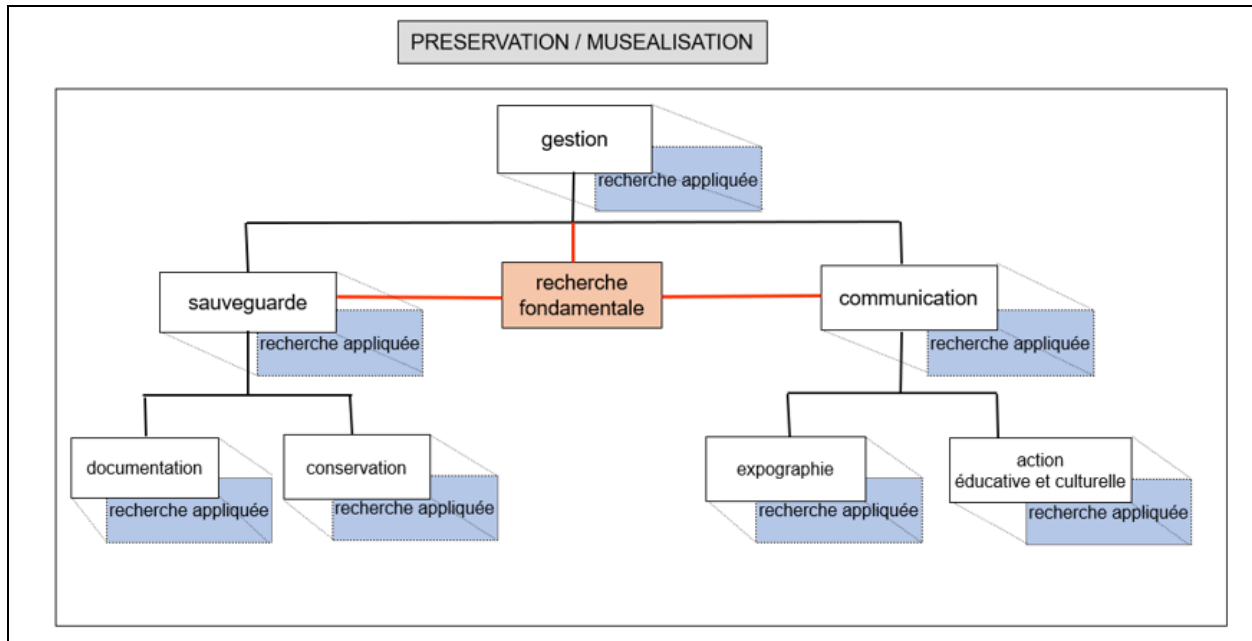 PRESERVATION / MUSEALISATION
gestion
recherche appliquée
sauveguarde
recherche
fondamentale
communication
recherche appliquée
recherche appliquée
documentation
conservation
expographie
action
éducative et culturelle
recherche appliquée
recherche appliquée
recherche appliquée
recherche appliquée